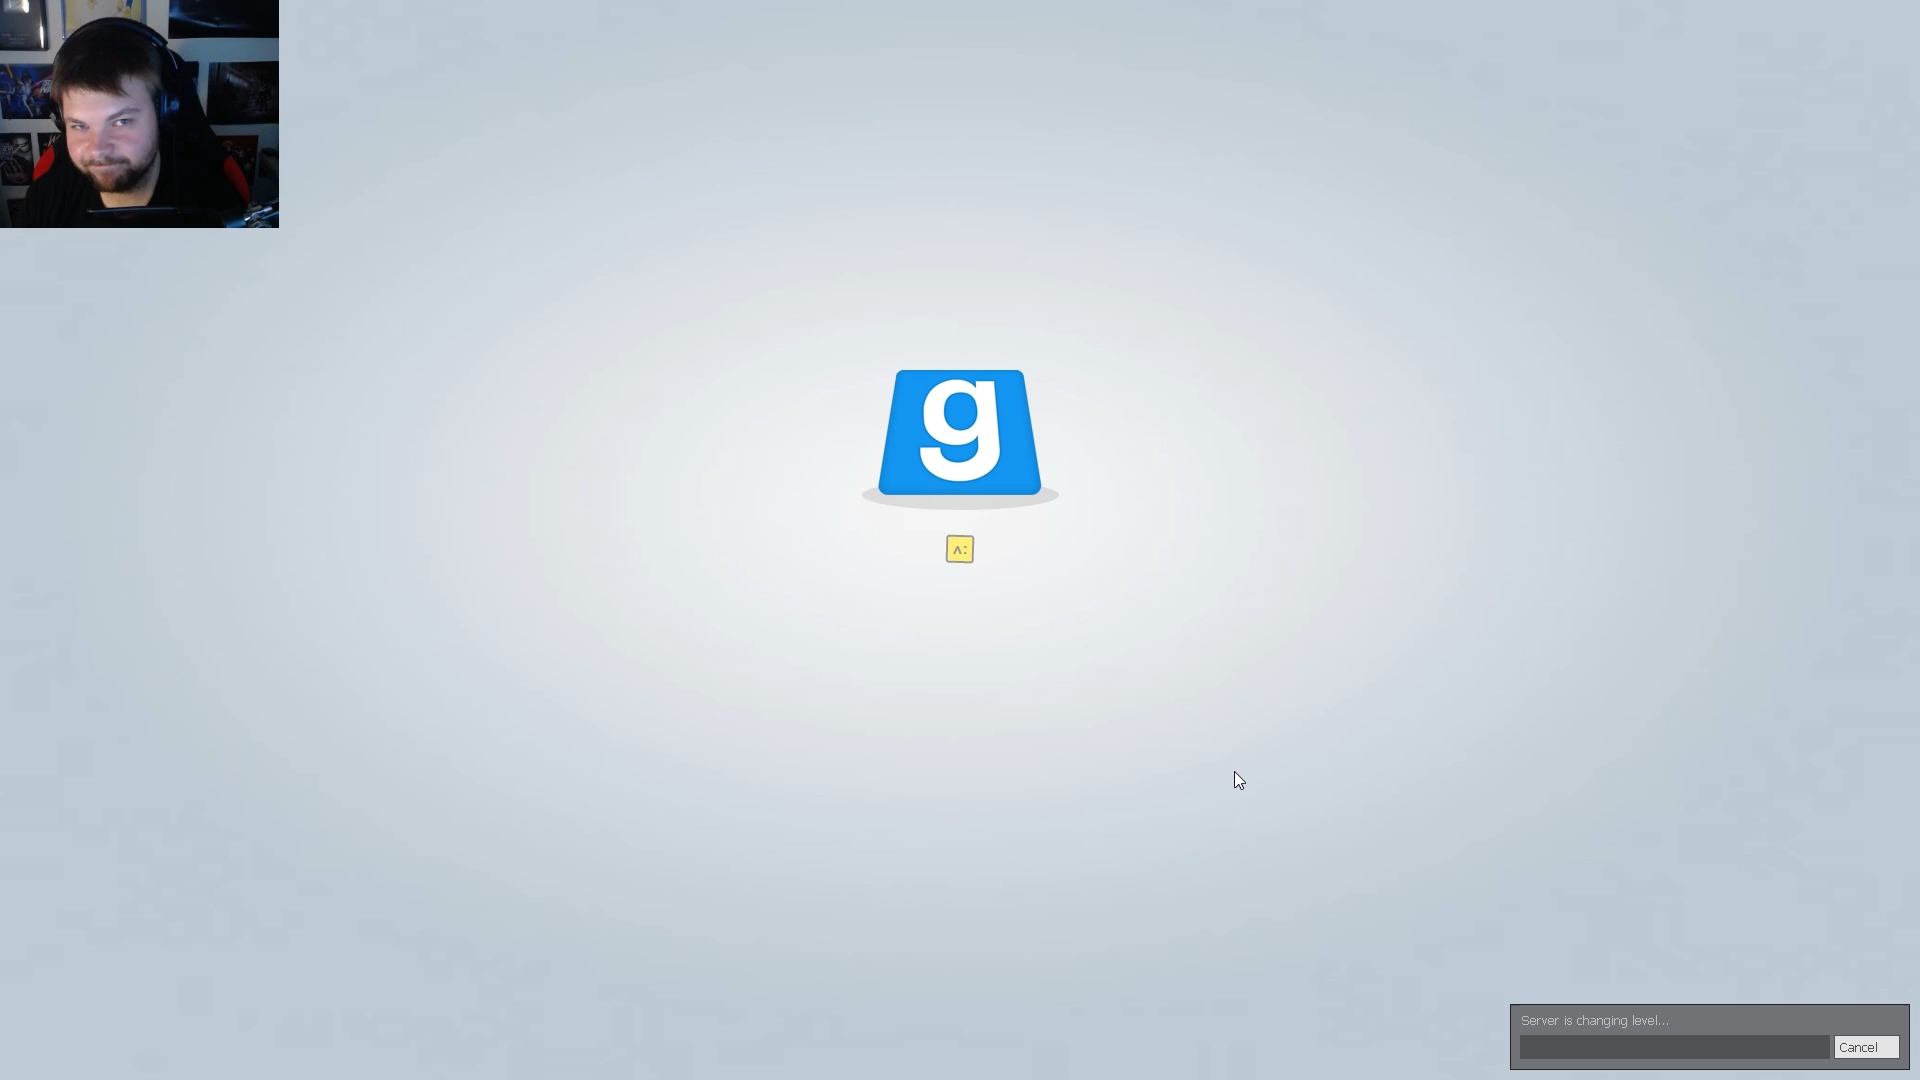 g
ʌ:
Server is changing level...
Cancel